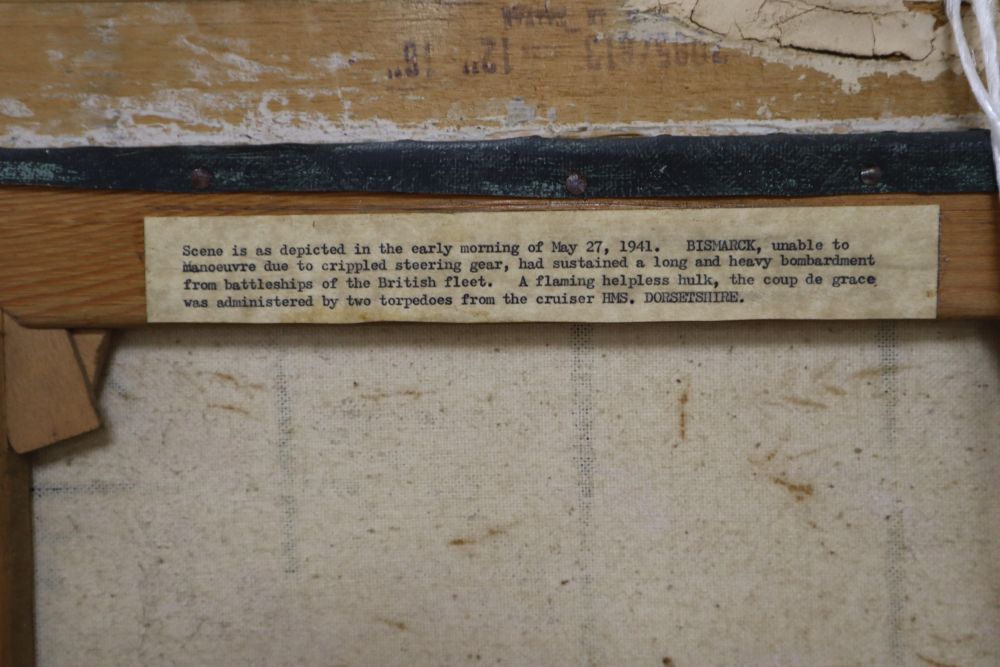 12" 16"
Scene is as depicted in the early morning of May 27, 1941. BISMARCK, unable to
manoeuvre due to crippled steering gear, had sustained a long and heavy bombardment
from battleships of the British fleet. A flaming helpless hulk, the coup de grace
was administered by two torpedoes from the cruiser HMS. DORSETSHIRE.